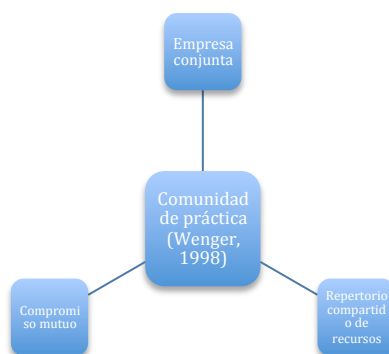 Empresa
conjunta
Comunidad
de práctica
(Wenger,
1998)
Compromi
so mutuo
Repertorio
compartid
o de
recursos